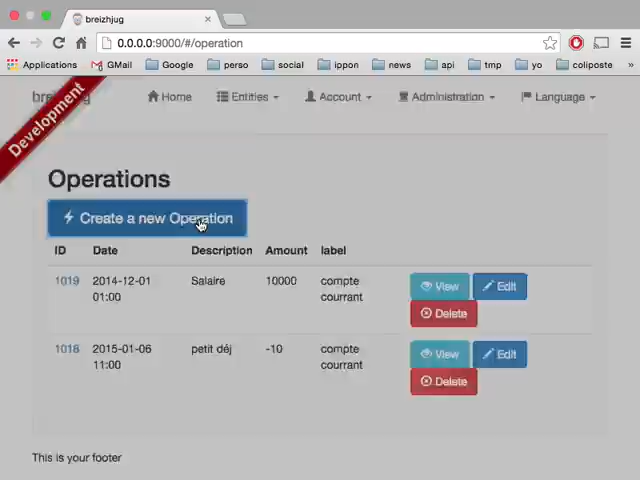 breizhjug
0.0.0.0:9000/#/operation
Applications GMail Google perso social ippon news api tmp yo coliposte »
Development
Home Entities Account Administration Language
Operations
Create a new Operation
ID Date Description Amount label
1019 2014-12-01 01:00 Salaire 10000 compte courrant View Edit
Delete
1018 2015-01-06 11:00 petit déj -10 compte courrant View Edit
Delete
This is your footer